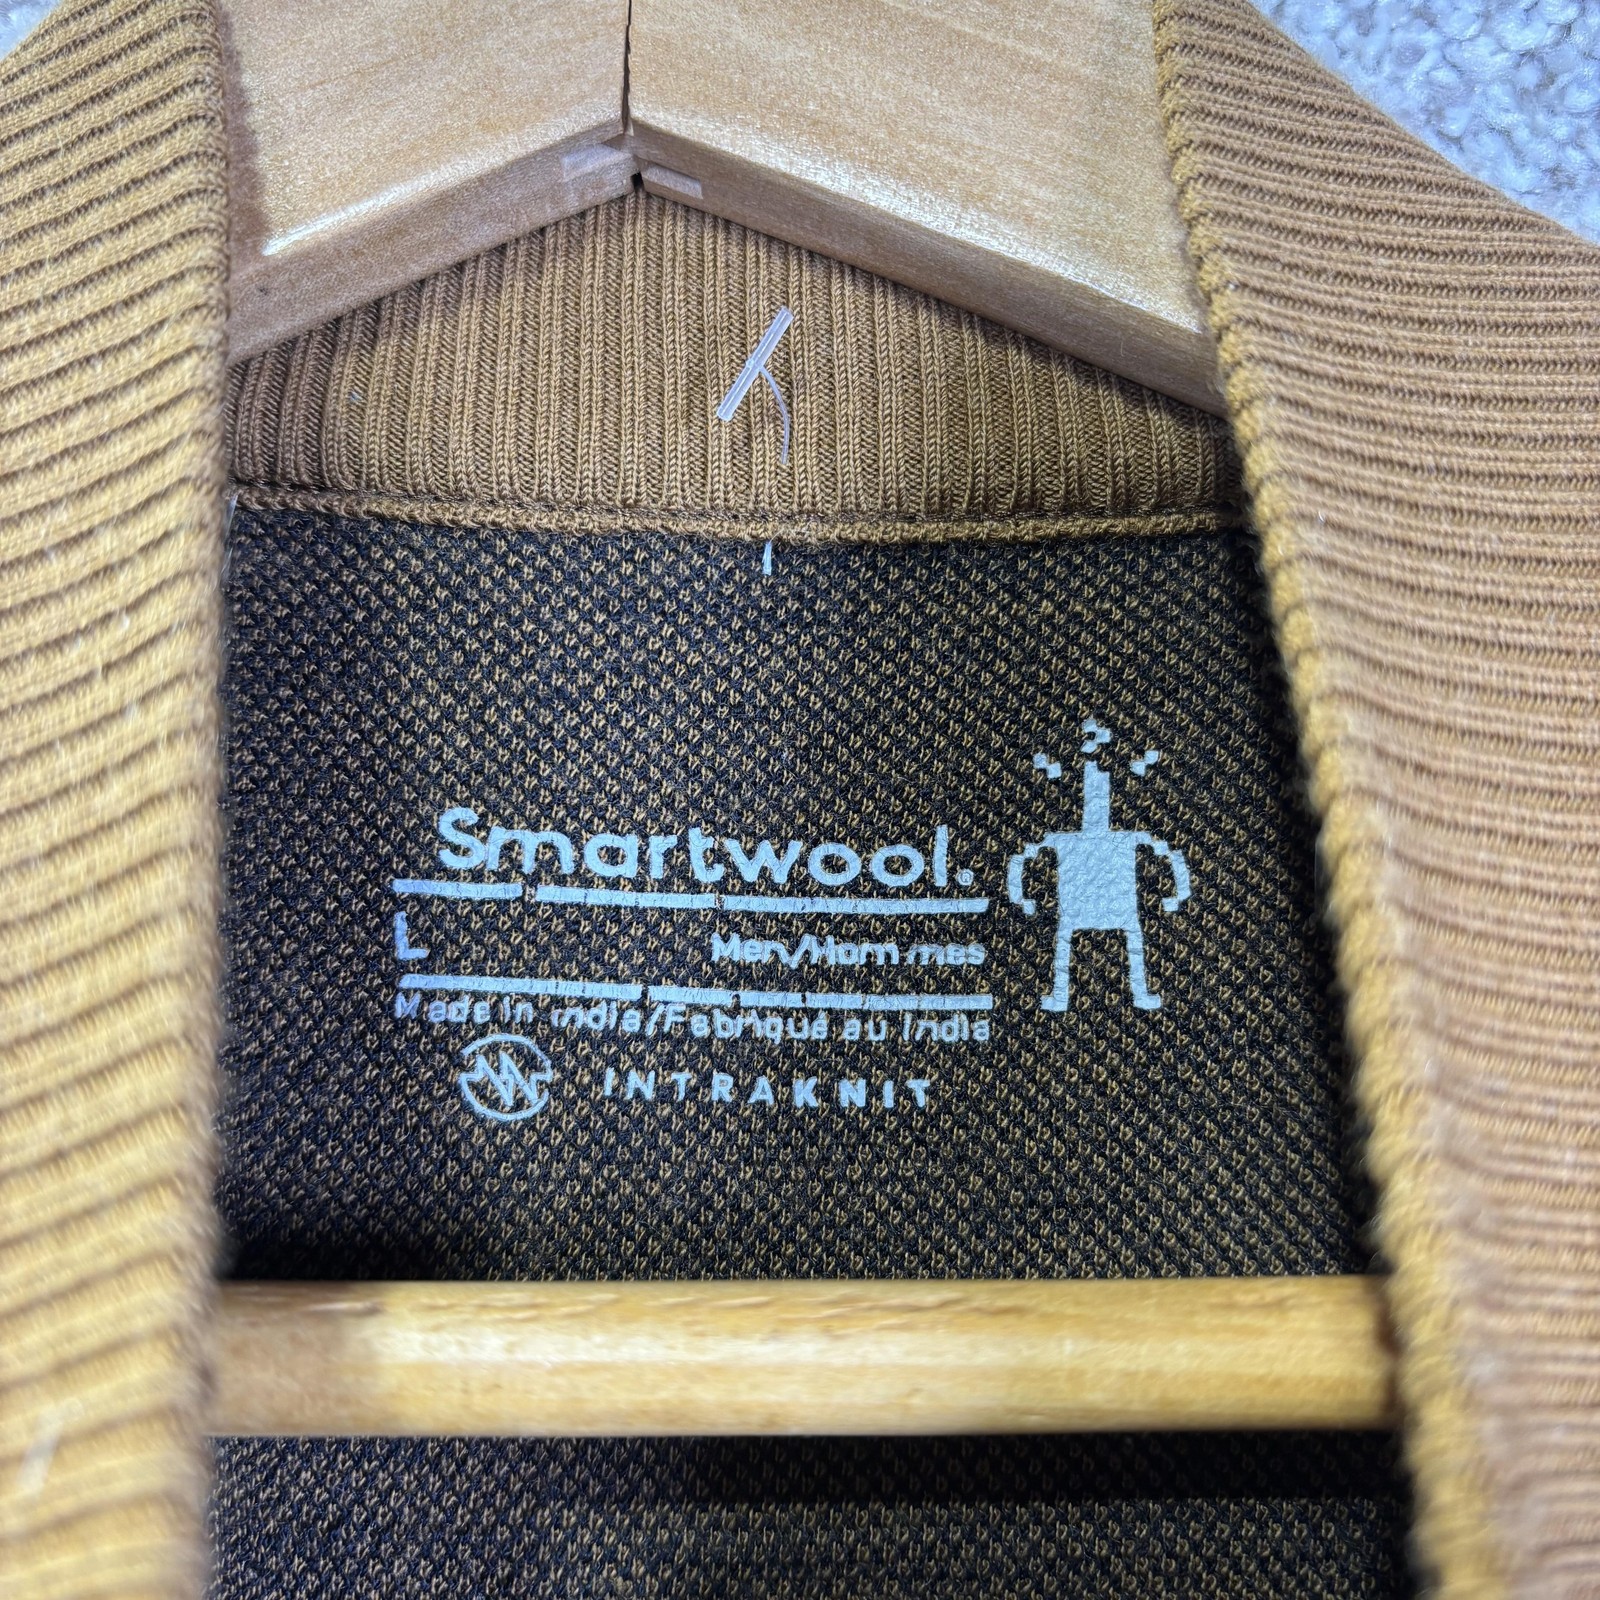 Smartwool.
L Men/Hommes
Made in India/Fabriqué au India
INTRAKNIT